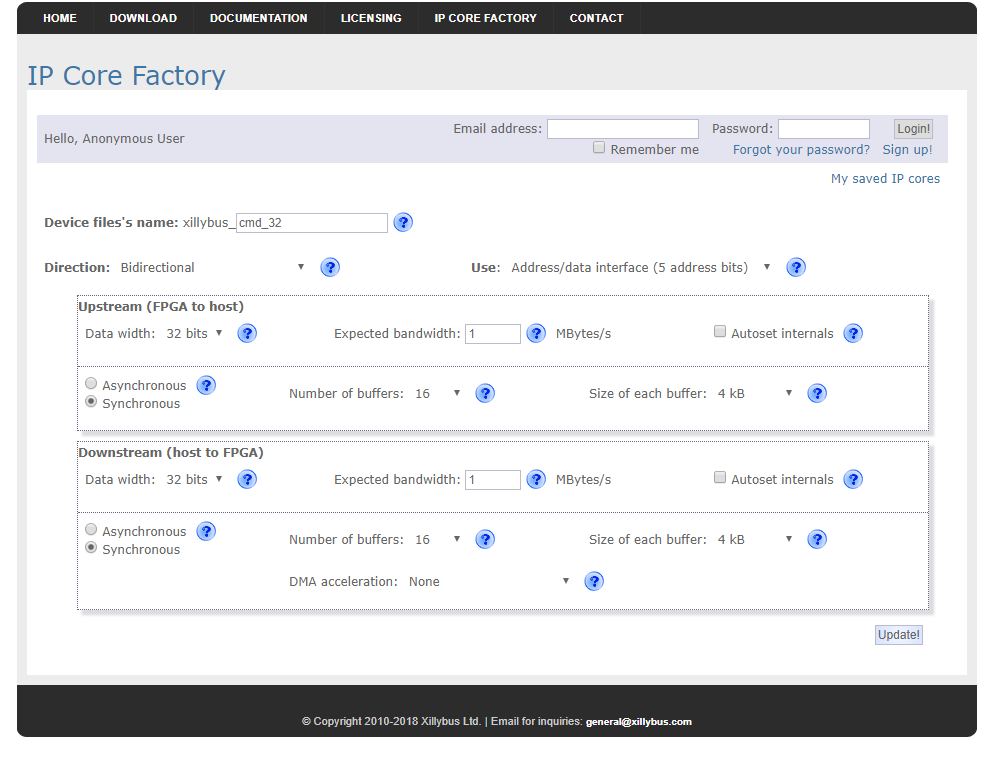 HOME DOWNLOAD DOCUMENTATION LICENSING IP CORE FACTORY CONTACT
IP Core Factory
Hello, Anonymous User
Email address: Password: Login!
Remember me Forgot your password? Sign up!
My saved IP cores
Device files's name: xillybus_ cmd_32 ?
Direction: Bidirectional ▼ ? Use: Address/data interface (5 address bits) ▼ ?
Upstream (FPGA to host)
Data width: 32 bits ▼ ? Expected bandwidth: 1 ? MBytes/s Autoset internals ?
Asynchronous ?
Synchronous
Number of buffers: 16 ▼ ? Size of each buffer: 4 kB ▼ ?
Downstream (host to FPGA)
Data width: 32 bits ▼ ? Expected bandwidth: 1 ? MBytes/s Autoset internals ?
Asynchronous ?
Synchronous
Number of buffers: 16 ▼ ? Size of each buffer: 4 kB ▼ ?
DMA acceleration: None ▼ ?
Update!
© Copyright 2010-2018 Xillybus Ltd. | Email for inquiries: general@xillybus.com